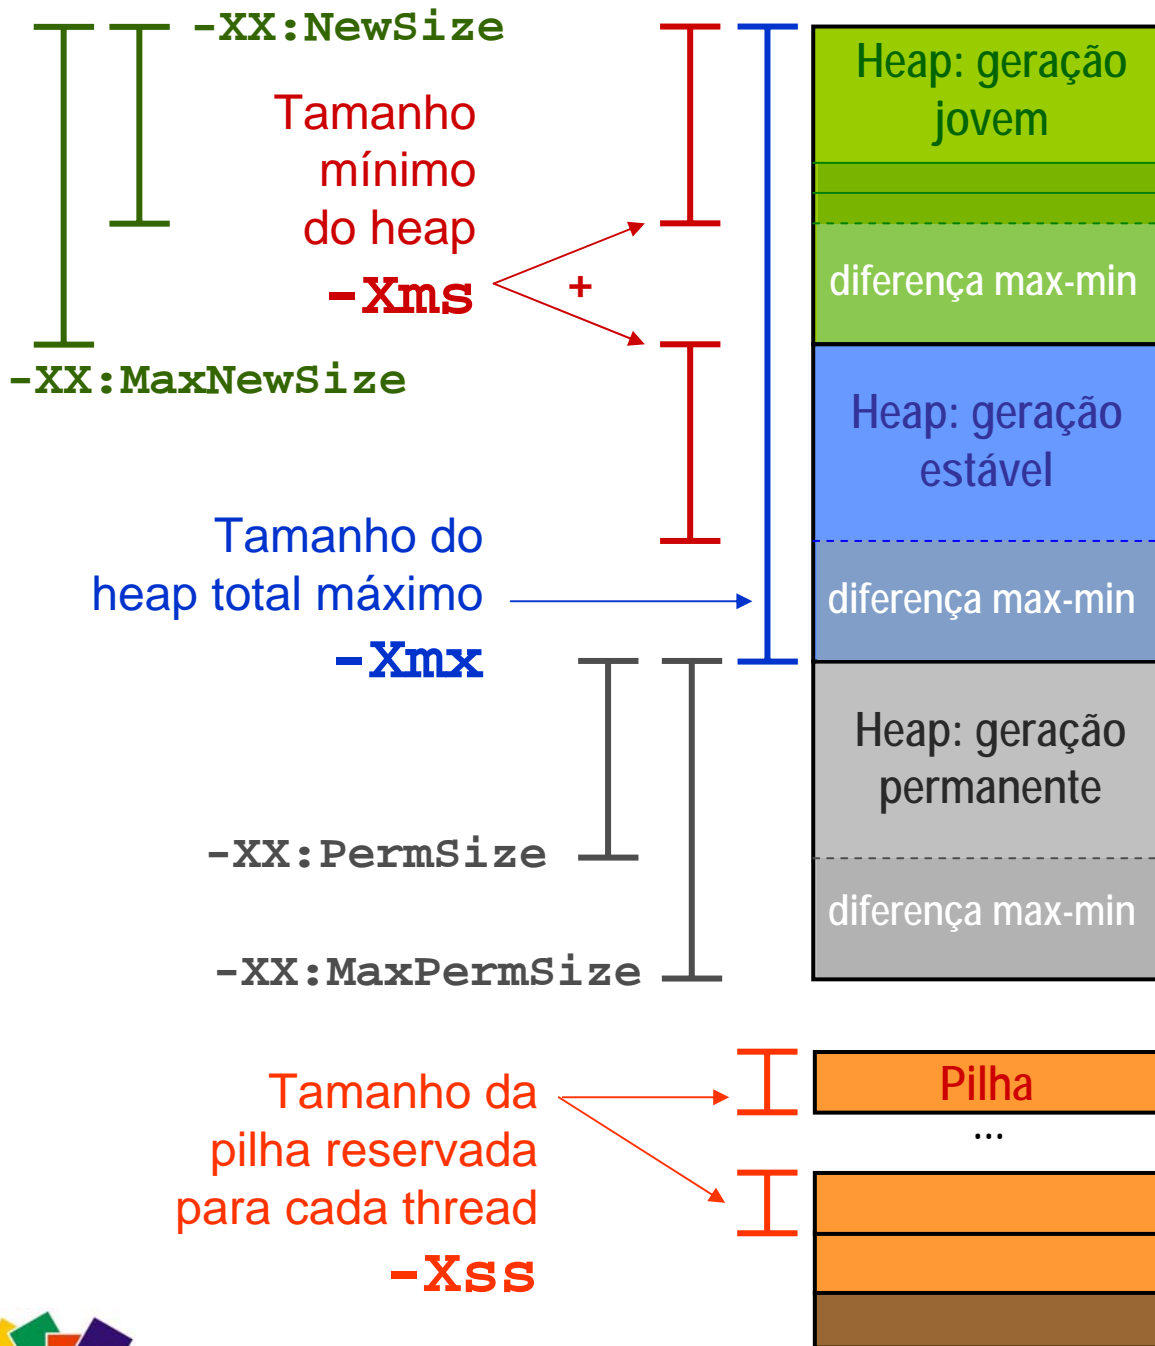 -XX:NewSize
Tamanho
mínimo
do heap
-Xms
+
-XX:MaxNewSize
Tamanho do
heap total máximo
-Xmx
-XX:PermSize
-XX:MaxPermSize
Tamanho da
pilha reservada
para cada thread
-Xss
Heap: geração
jovem
diferença max-min
Heap: geração
estável
diferença max-min
Heap: geração
permanente
diferença max-min
Pilha
...